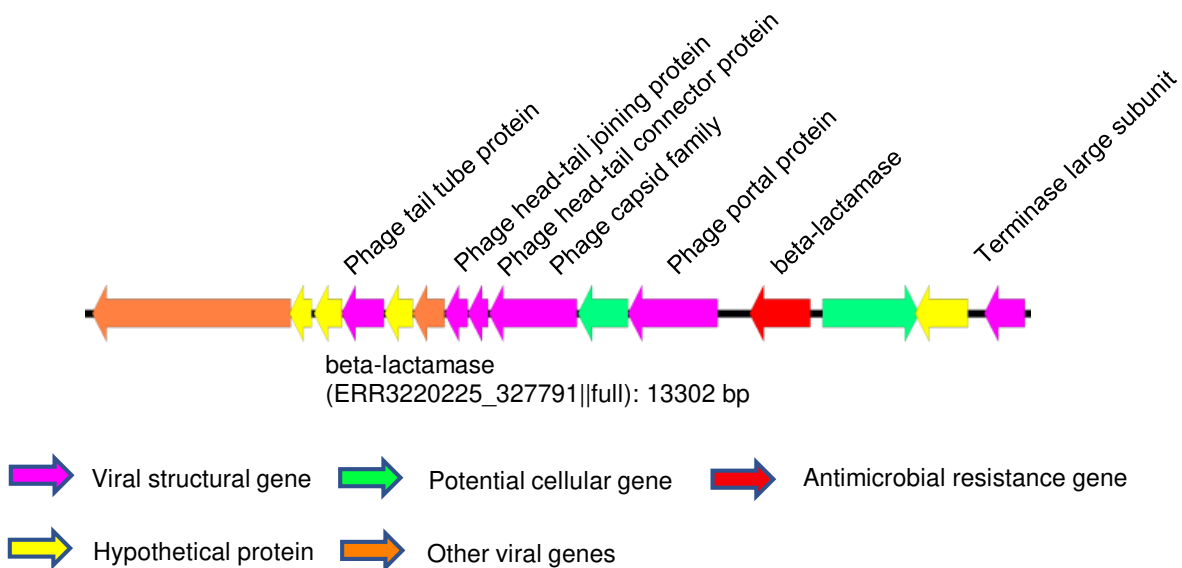 Phage tail tube protein
Phage head-tail joining protein
Phage head-tail connector protein
Phage capsid family
Phage portal protein
beta-lactamase
Terminase large subunit
beta-lactamase
(ERR3220225_327791||full): 13302 bp
Viral structural gene
Potential cellular gene
Antimicrobial resistance gene
Hypothetical protein
Other viral genes